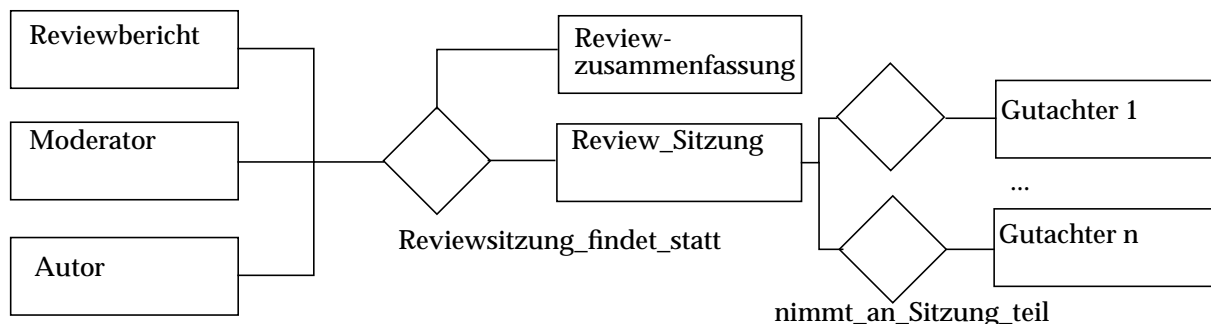 Reviewbericht
Moderator
Autor
Review-
zusammenfassung
Review_Sitzung
Reviewsitzung_findet_statt
Gutachter 1
...
Gutachter n
nimmt_an_Sitzung_teil